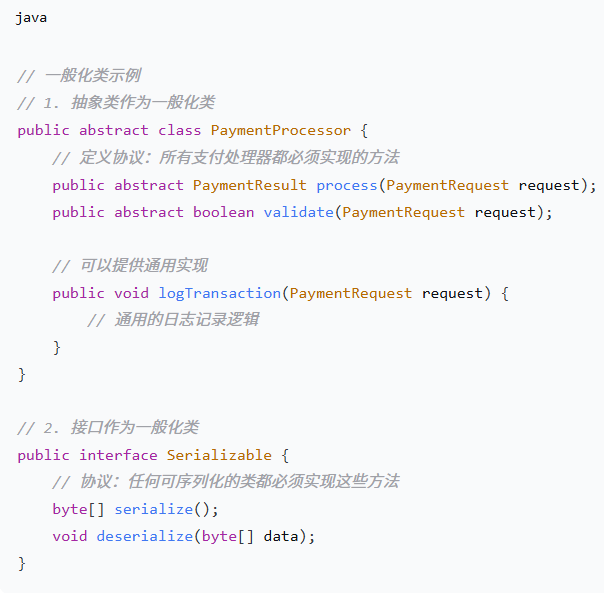 java
// 一般化类示例
// 1. 抽象类作为一般化类
public abstract class PaymentProcessor {
    // 定义协议：所有支付处理器都必须实现的方法
    public abstract PaymentResult process(PaymentRequest request);
    public abstract boolean validate(PaymentRequest request);
    // 可以提供通用实现
    public void logTransaction(PaymentRequest request) {
        // 通用的日志记录逻辑
    }
}
// 2. 接口作为一般化类
public interface Serializable {
    // 协议：任何可序列化的类都必须实现这些方法
    byte[] serialize();
    void deserialize(byte[] data);
}